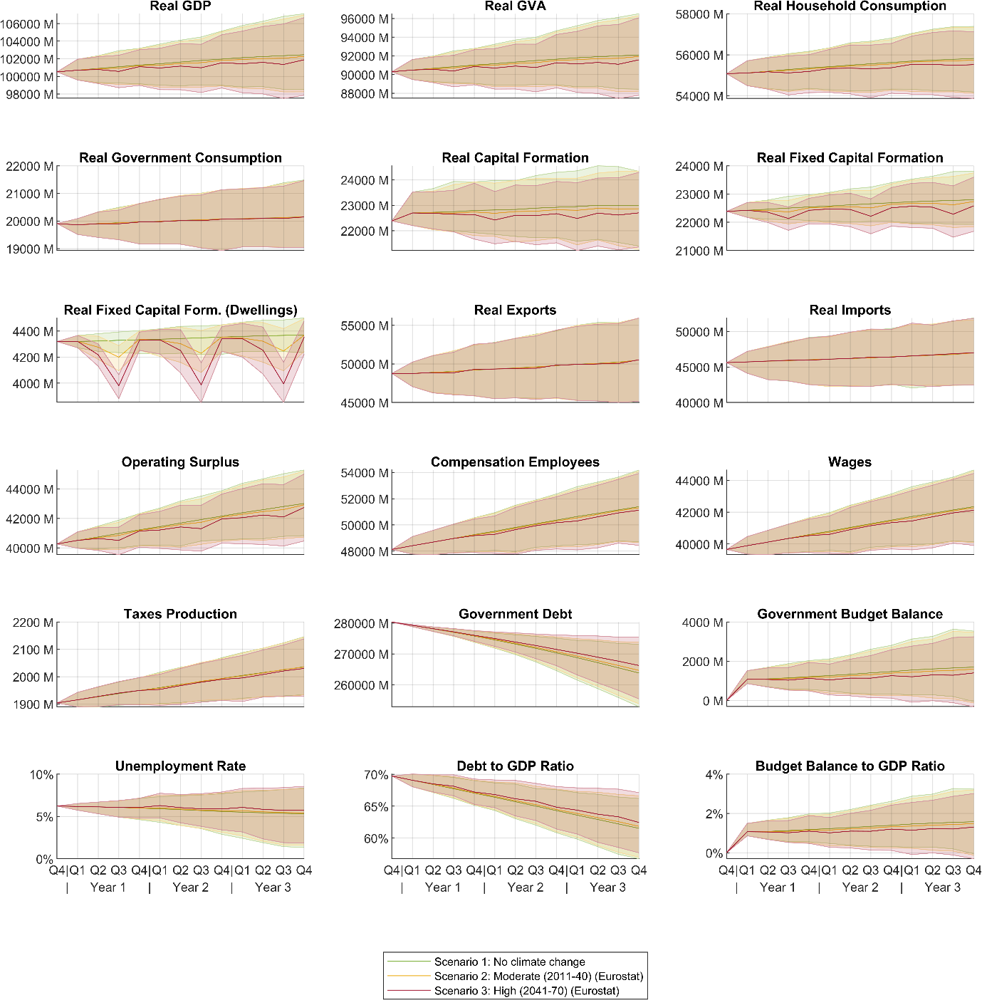 Real GDP
106000 M
104000 M
102000 M
100000 M
98000 M
Real GVA
96000 M
94000 M
92000 M
90000 M
88000 M
Real Household Consumption
58000 M
56000 M
54000 M
Real Government Consumption
22000 M
21000 M
20000 M
19000 M
Real Capital Formation
24000 M
23000 M
22000 M
Real Fixed Capital Formation
24000 M
23000 M
22000 M
21000 M
Real Fixed Capital Form. (Dwellings)
4400 M
4200 M
4000 M
Real Exports
55000 M
50000 M
45000 M
Real Imports
50000 M
45000 M
40000 M
Operating Surplus
44000 M
42000 M
40000 M
Compensation Employees
54000 M
52000 M
50000 M
48000 M
Wages
44000 M
42000 M
40000 M
Taxes Production
2200 M
2100 M
2000 M
1900 M
Government Debt
280000 M
270000 M
260000 M
Government Budget Balance
4000 M
2000 M
0 M
Unemployment Rate
10%
5%
0%
Q4|Q1 Q2 Q3 Q4|Q1 Q2 Q3 Q4|Q1 Q2 Q3 Q4
| Year 1 | Year 2 | Year 3
Debt to GDP Ratio
70%
65%
60%
Q4|Q1 Q2 Q3 Q4|Q1 Q2 Q3 Q4|Q1 Q2 Q3 Q4
| Year 1 | Year 2 | Year 3
Budget Balance to GDP Ratio
4%
2%
0%
Q4|Q1 Q2 Q3 Q4|Q1 Q2 Q3 Q4|Q1 Q2 Q3 Q4
| Year 1 | Year 2 | Year 3
Scenario 1: No climate change
Scenario 2: Moderate (2011-40) (Eurostat)
Scenario 3: High (2041-70) (Eurostat)